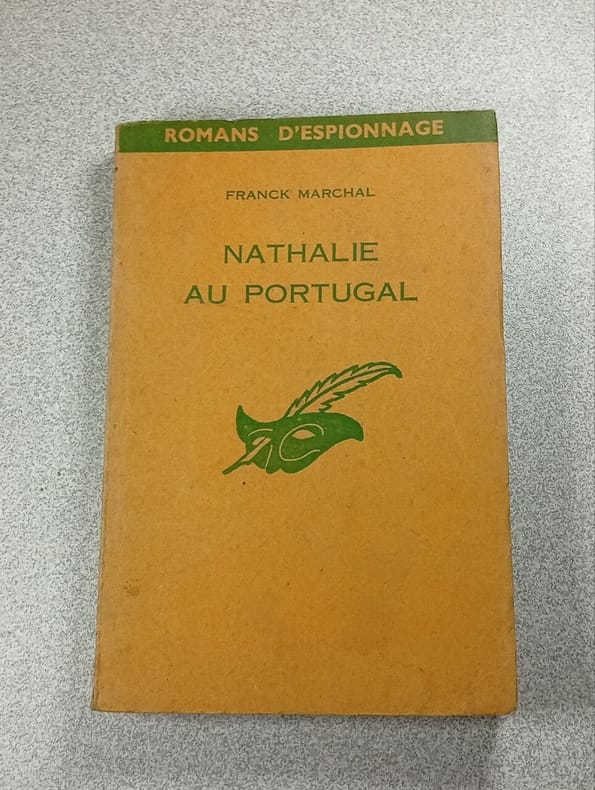 ROMANS D'ESPIONNAGE
FRANCK MARCHAL
NATHALIE
AU PORTUGAL